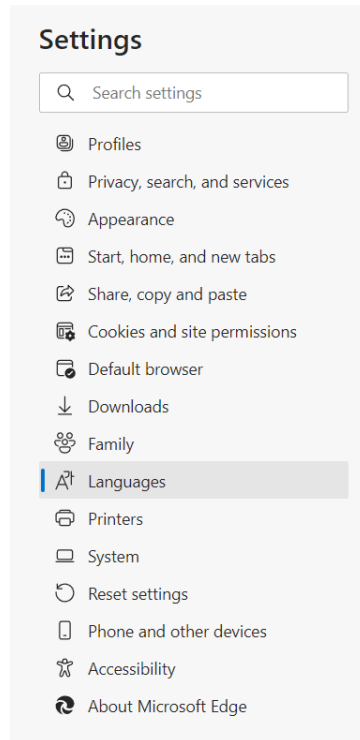 Settings
Search settings
Profiles
Privacy, search, and services
Appearance
Start, home, and new tabs
Share, copy and paste
Cookies and site permissions
Default browser
Downloads
Family
Languages
Printers
System
Reset settings
Phone and other devices
Accessibility
About Microsoft Edge